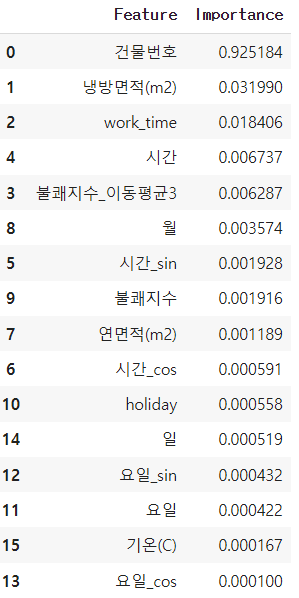 Feature Importance
0 건물번호 0.925184
1 냉방면적(m2) 0.031990
2 work_time 0.018406
4 시간 0.006737
3 불쾌지수_이동평균3 0.006287
8 월 0.003574
5 시간_sin 0.001928
9 불쾌지수 0.001916
7 연면적(m2) 0.001189
6 시간_cos 0.000591
10 holiday 0.000558
14 일 0.000519
12 요일_sin 0.000432
11 요일 0.000422
15 기온(C) 0.000167
13 요일_cos 0.000100